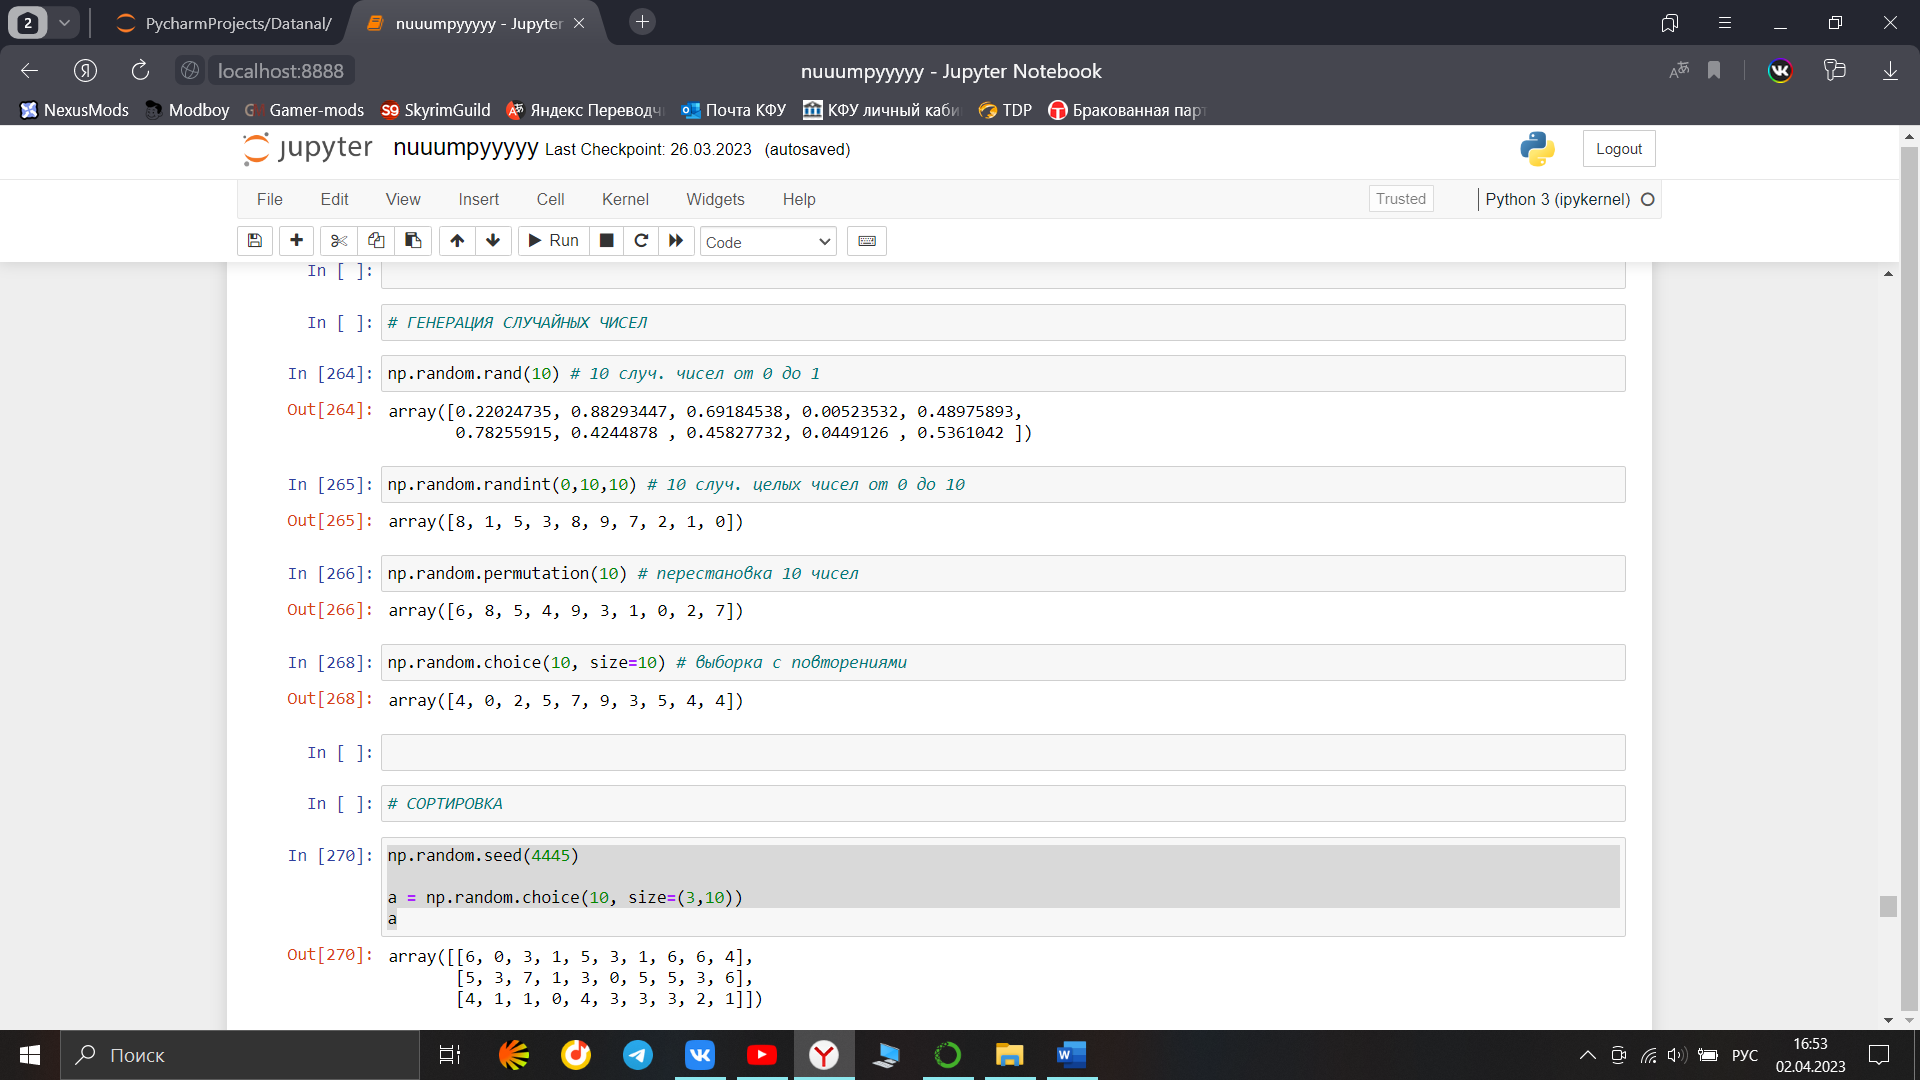 2
PycharmProjects/Datanal/
nuuumpyyyyy - Jupyter
localhost:8888
nuuumpyyyyy - Jupyter Notebook
NexusMods
Modboy
Gamer-mods
S9 SkyrimGuild
Яндекс Переводч
Почта КФУ
КФУ личный каби
TDP
Бракованная пар
jupyter nuuumpyyyyy Last Checkpoint: 26.03.2023 (autosaved)
Logout
File Edit View Insert Cell Kernel Widgets Help
Trusted
Python 3 (ipykernel)
Run
Code
In [ ]:
In [ ]: # ГЕНЕРАЦИЯ СЛУЧАЙНЫХ ЧИСЕЛ
In [264]: np.random.rand(10) # 10 случ. чисел от 0 до 1
Out[264]: array([0.22024735, 0.88293447, 0.69184538, 0.00523532, 0.48975893,
0.78255915, 0.4244878 , 0.45827732, 0.0449126 , 0.5361042 ])
In [265]: np.random.randint(0,10,10) # 10 случ. целых чисел от 0 до 10
Out[265]: array([8, 1, 5, 3, 8, 9, 7, 2, 1, 0])
In [266]: np.random.permutation(10) # перестановка 10 чисел
Out[266]: array([6, 8, 5, 4, 9, 3, 1, 0, 2, 7])
In [268]: np.random.choice(10, size=10) # выборка с повторениями
Out[268]: array([4, 0, 2, 5, 7, 9, 3, 5, 4, 4])
In [ ]:
In [ ]: # СОРТИРОВКА
In [270]: np.random.seed(4445)
a = np.random.choice(10, size=(3,10))
a
Out[270]: array([[6, 0, 3, 1, 5, 3, 1, 6, 6, 4],
[5, 3, 7, 1, 3, 0, 5, 5, 3, 6],
[4, 1, 1, 0, 4, 3, 3, 3, 2, 1]])
Поиск
РУС
16:53
02.04.2023